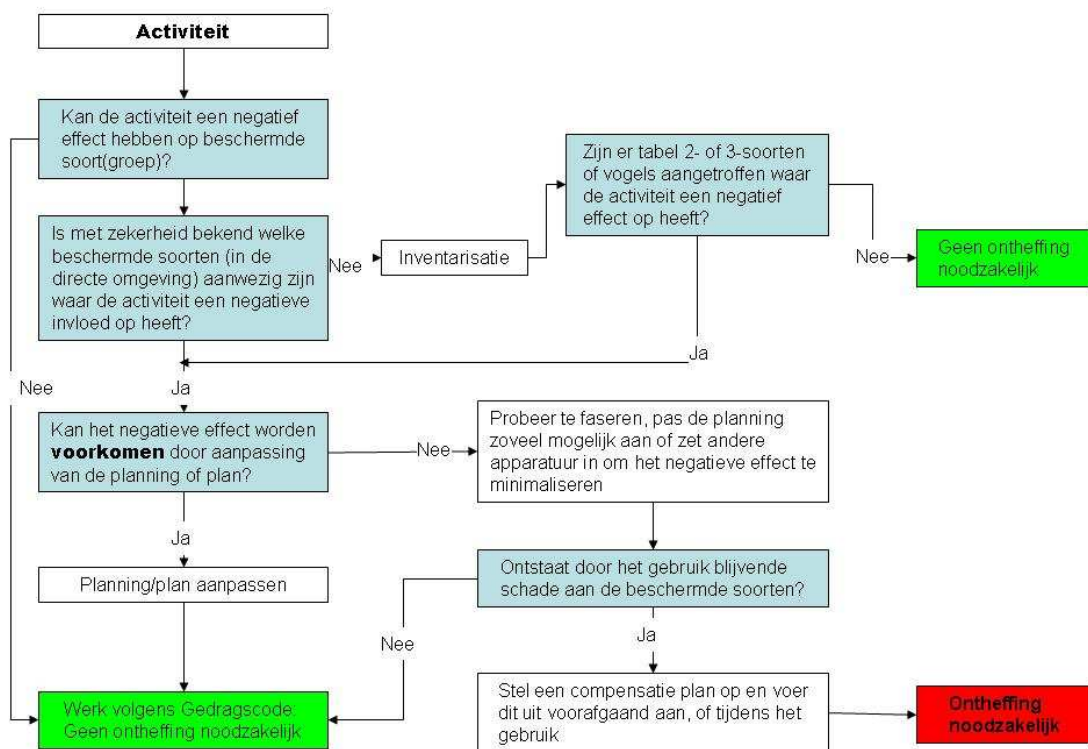 Activiteit
Kan de activiteit een negatief
effect hebben op beschermde
soort(groep)?
Zijn er tabel 2- of 3-soorten
of vogels aangetroffen waar
de activiteit een negatief
effect op heeft?
Is met zekerheid bekend welke
beschermde soorten (in de
directe omgeving) aanwezig zijn
waar de activiteit een negatieve
invloed op heeft?
Nee
Inventarisatie
Nee
Geen ontheffing
noodzakelijk
Ja
Nee
Ja
Kan het negatieve effect worden
voorkomen door aanpassing
van de planning of plan?
Nee
Probeer te faseren, pas de planning
zoveel mogelijk aan of zet andere
apparatuur in om het negatieve effect te
minimaliseren
Ja
Planning/plan aanpassen
Ontstaat door het gebruik blijvende
schade aan de beschermde soorten?
Nee
Ja
Werk volgens Gedragscode:
Geen ontheffing noodzakelijk
Stel een compensatie plan op en voer
dit uit voorafgaand aan, of tijdens het
gebruik
Ontheffing
noodzakelijk